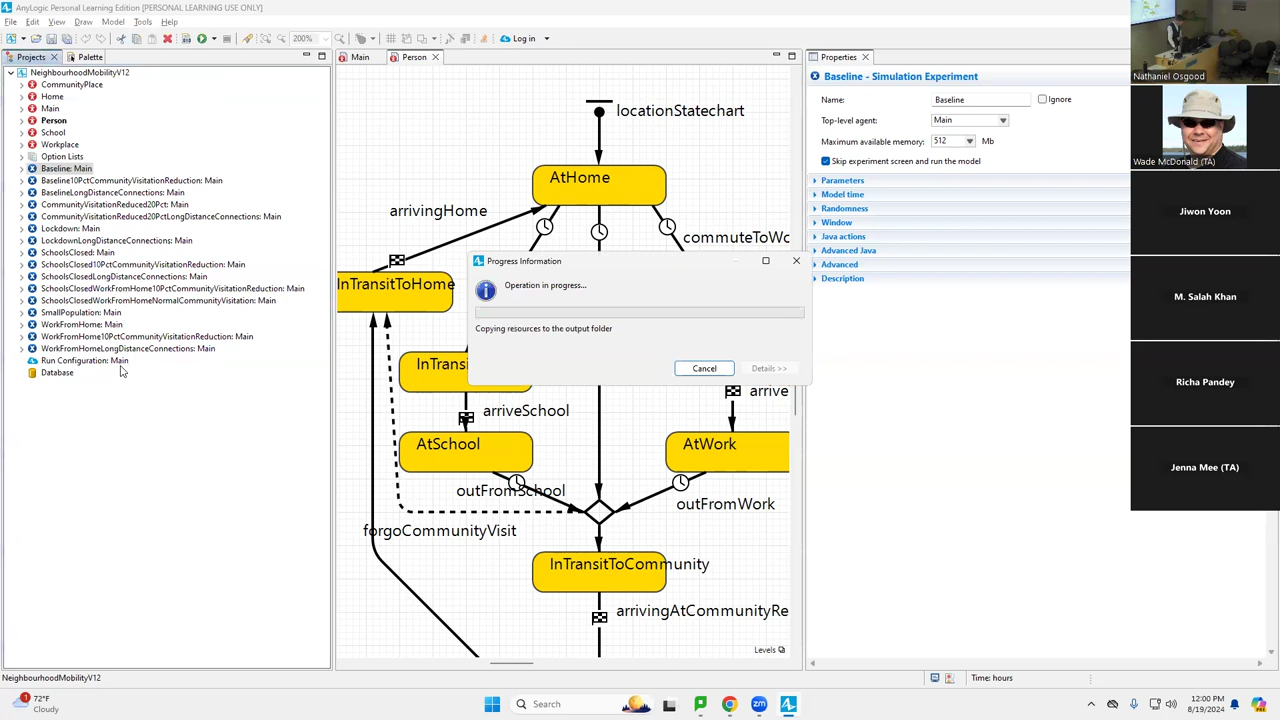 AnyLogic Personal Learning Edition [PERSONAL LEARNING USE ONLY]
File Edit View Draw Model Tools Help
200%
Log in
Projects
Palette
Main
Person
Properties
NeighbourhoodMobilityV12
CommunityPlace
Home
Main
Person
School
Workplace
Option Lists
Baseline: Main
Baseline10PctCommunityVisitationReduction: Main
BaselineLongDistanceConnections: Main
CommunityVisitationReduced20Pct: Main
CommunityVisitationReduced20PctLongDistanceConnections: Main
Lockdown: Main
LockdownLongDistanceConnections: Main
SchoolsClosed: Main
SchoolsClosed10PctCommunityVisitationReduction: Main
SchoolsClosedLongDistanceConnections: Main
SchoolsClosedWorkFromHome10PctCommunityVisitationReduction: Main
SchoolsClosedWorkFromHomeNormalCommunityVisitation: Main
SmallPopulation: Main
WorkFromHome: Main
WorkFromHome10PctCommunityVisitationReduction: Main
WorkFromHomeLongDistanceConnections: Main
Run Configuration: Main
Database
locationStatechart
AtHome
arrivingHome
commuteToWo
InTransitToHome
InTransi
arriveSchool
arrive
AtSchool
AtWork
outFromSchool
outFromWork
forgoCommunityVisit
InTransitToCommunity
arrivingAtCommunityRe
Levels
Progress Information
Operation in progress...
Copying resources to the output folder
Cancel
Details >>
Baseline - Simulation Experiment
Name:
Baseline
Ignore
Top-level agent:
Main
Maximum available memory:
512
Mb
Skip experiment screen and run the model
Parameters
Model time
Randomness
Window
Java actions
Advanced Java
Advanced
Description
Nathaniel Osgood
Wade McDonald (TA)
Jiwon Yoon
M. Salah Khan
Richa Pandey
Jenna Mee (TA)
NeighbourhoodMobilityV12
Time: hours
1
72°F
Cloudy
Search
12:00 PM
8/19/2024